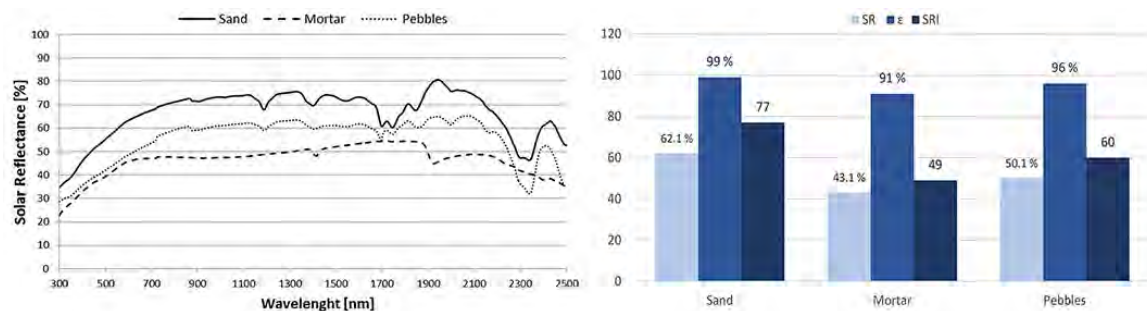 Sand Mortar Pebbles
Solar Reflectance [%]
100
90
80
70
60
50
40
30
20
10
0
300 500 700 900 1100 1300 1500 1700 1900 2100 2300 2500
Wavelenght [nm]
SR ε SRI
120
100
80
60
40
20
0
62.1 % 99 % 77
43.1 % 91 % 49
50.1 % 96 % 60
Sand Mortar Pebbles